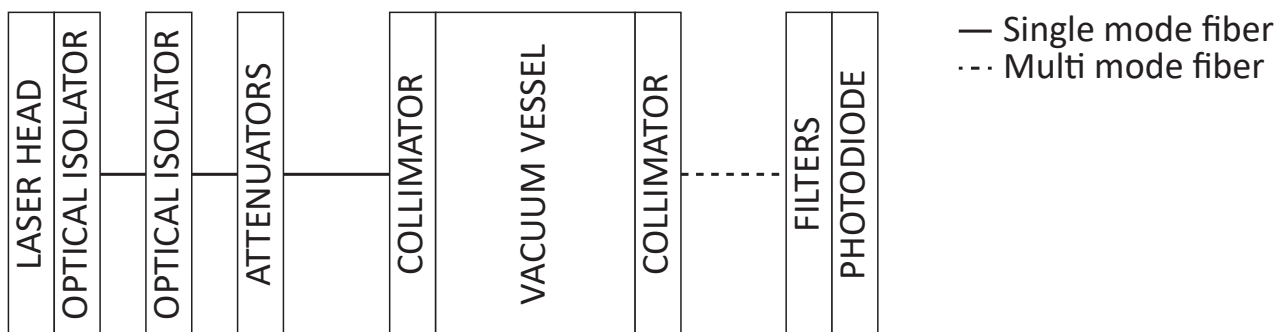 LASER HEAD
OPTICAL ISOLATOR
OPTICAL ISOLATOR
ATTENUATORS
COLLIMATOR
VACUUM VESSEL
COLLIMATOR
FILTERS
PHOTODIODE
Single mode fiber
Multi mode fiber